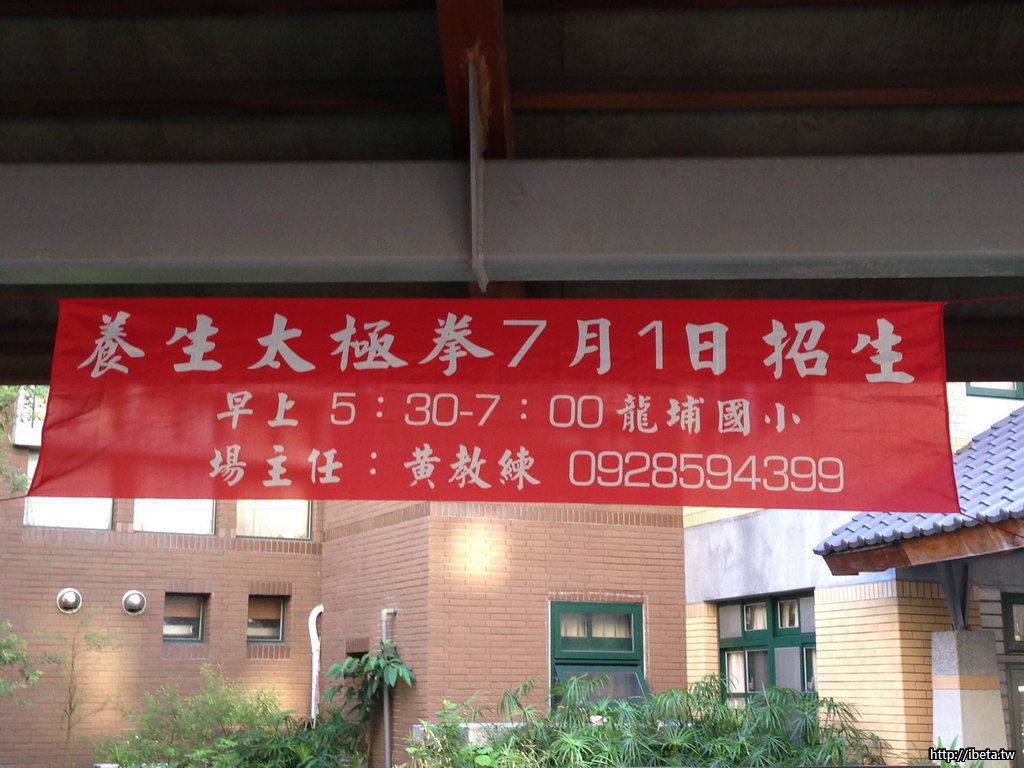 養生太極拳7月1日招生
早上 5：30-7：00 龍埔國小
場主任：黃教練 0928594399
http://ibeta.tw